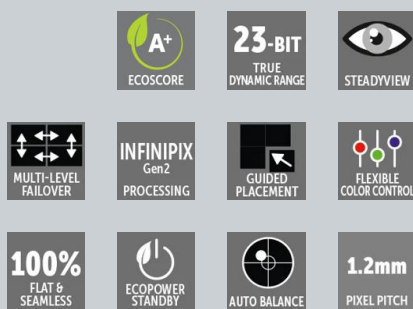 A+
ECOSCORE
23-BIT
TRUE
DYNAMIC RANGE
STEADYVIEW
MULTI-LEVEL
FAILOVER
INFINIPIX
Gen2
PROCESSING
GUIDED
PLACEMENT
FLEXIBLE
COLOR CONTROL
100%
FLAT &
SEAMLESS
ECOPOWER
STANDBY
AUTO BALANCE
1.2mm
PIXEL PITCH